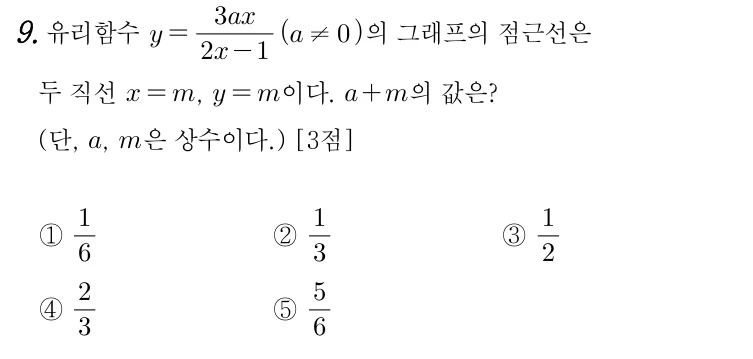 9. 유리함수 y = 3ax/(2x-1) (a ≠ 0)의 그래프의 점근선은
두 직선 x = m, y = m이다. a+m의 값은?
(단, a, m은 상수이다.) [3점]
① 1/6 ② 1/3 ③ 1/2
④ 2/3 ⑤ 5/6